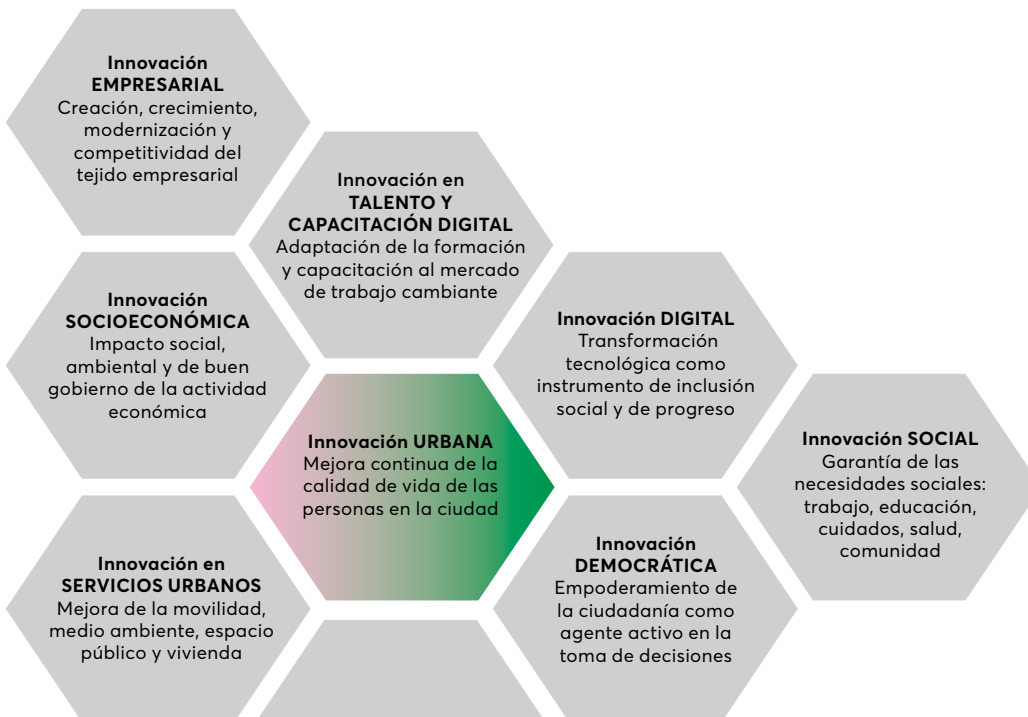 Innovación
EMPRESARIAL
Creación, crecimiento,
modernización y
competitividad del
tejido empresarial
Innovación en
TALENTO Y
CAPACITACIÓN DIGITAL
Adaptación de la formación
y capacitación al mercado
de trabajo cambiante
Innovación
SOCIOECONÓMICA
Impacto social,
ambiental y de buen
gobierno de la actividad
económica
Innovación DIGITAL
Transformación
tecnológica como
instrumento de inclusión
social y de progreso
Innovación URBANA
Mejora continua de la
calidad de vida de las
personas en la ciudad
Innovación SOCIAL
Garantía de las
necesidades sociales:
trabajo, educación,
cuidados, salud,
comunidad
Innovación en
SERVICIOS URBANOS
Mejora de la movilidad,
medio ambiente, espacio
público y vivienda
Innovación
DEMOCRÁTICA
Empoderamiento de
la ciudadanía como
agente activo en la
toma de decisiones